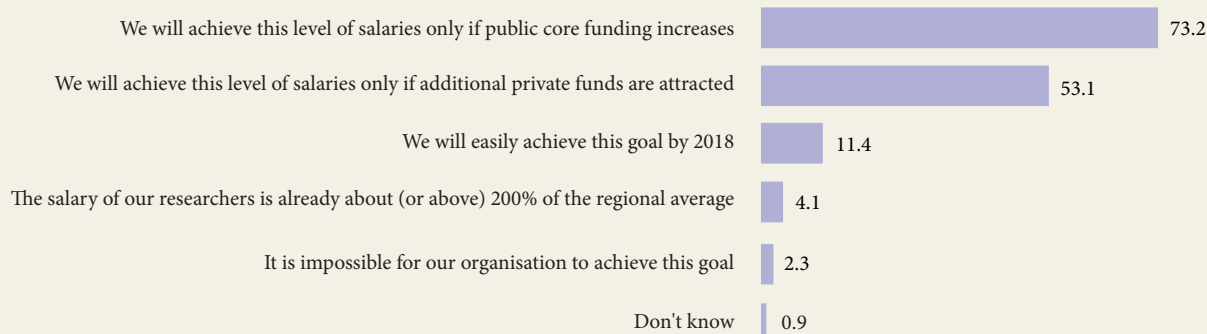 We will achieve this level of salaries only if public core funding increases 73.2
We will achieve this level of salaries only if additional private funds are attracted 53.1
We will easily achieve this goal by 2018 11.4
The salary of our researchers is already about (or above) 200% of the regional average 4.1
It is impossible for our organisation to achieve this goal 2.3
Don't know 0.9